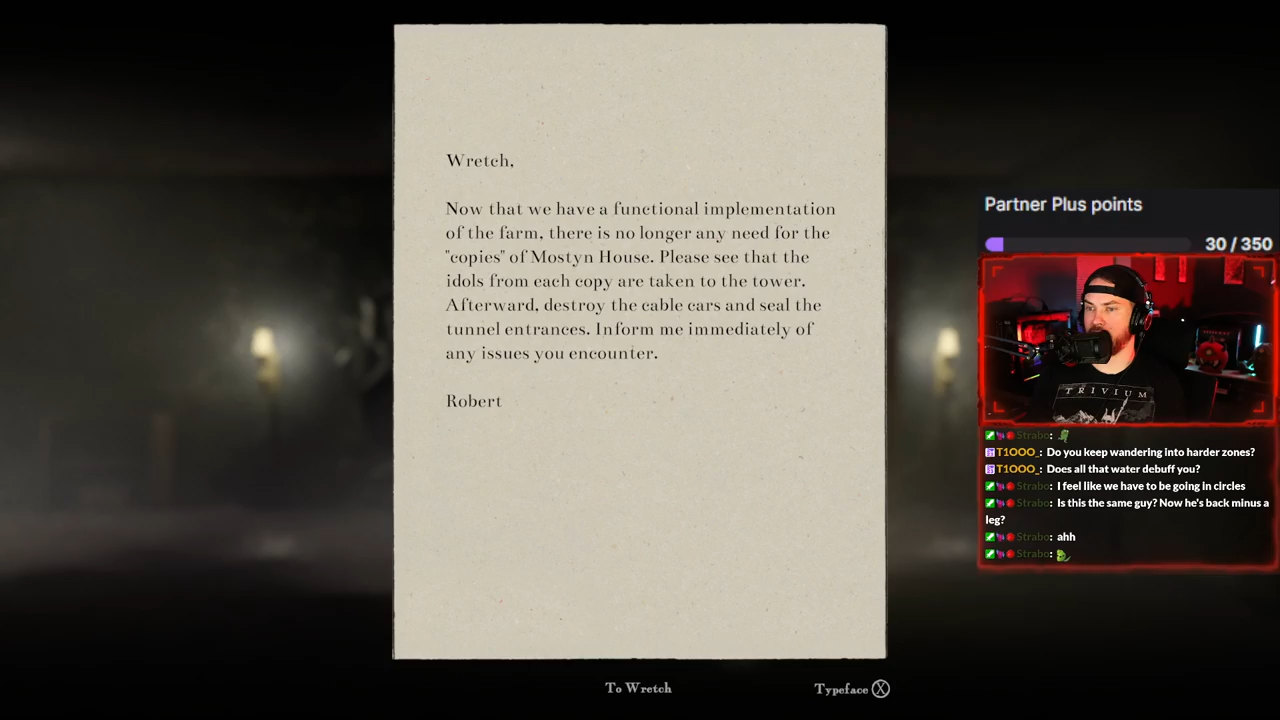 Wretch,
Now that we have a functional implementation
of the farm, there is no longer any need for the
"copies" of Mostyn House. Please see that the
idols from each copy are taken to the tower.
Afterward, destroy the cable cars and seal the
tunnel entrances. Inform me immediately of
any issues you encounter.
Robert
To Wretch
Typeface X
Partner Plus points
30 / 350
TRIVIUM
Strabo:
T1OOO_: Do you keep wandering into harder zones?
T1OOO_: Does all that water debuff you?
Strabo: I feel like we have to be going in circles
Strabo: Is this the same guy? Now he's back minus a
leg?
Strabo: ahh
Strabo: